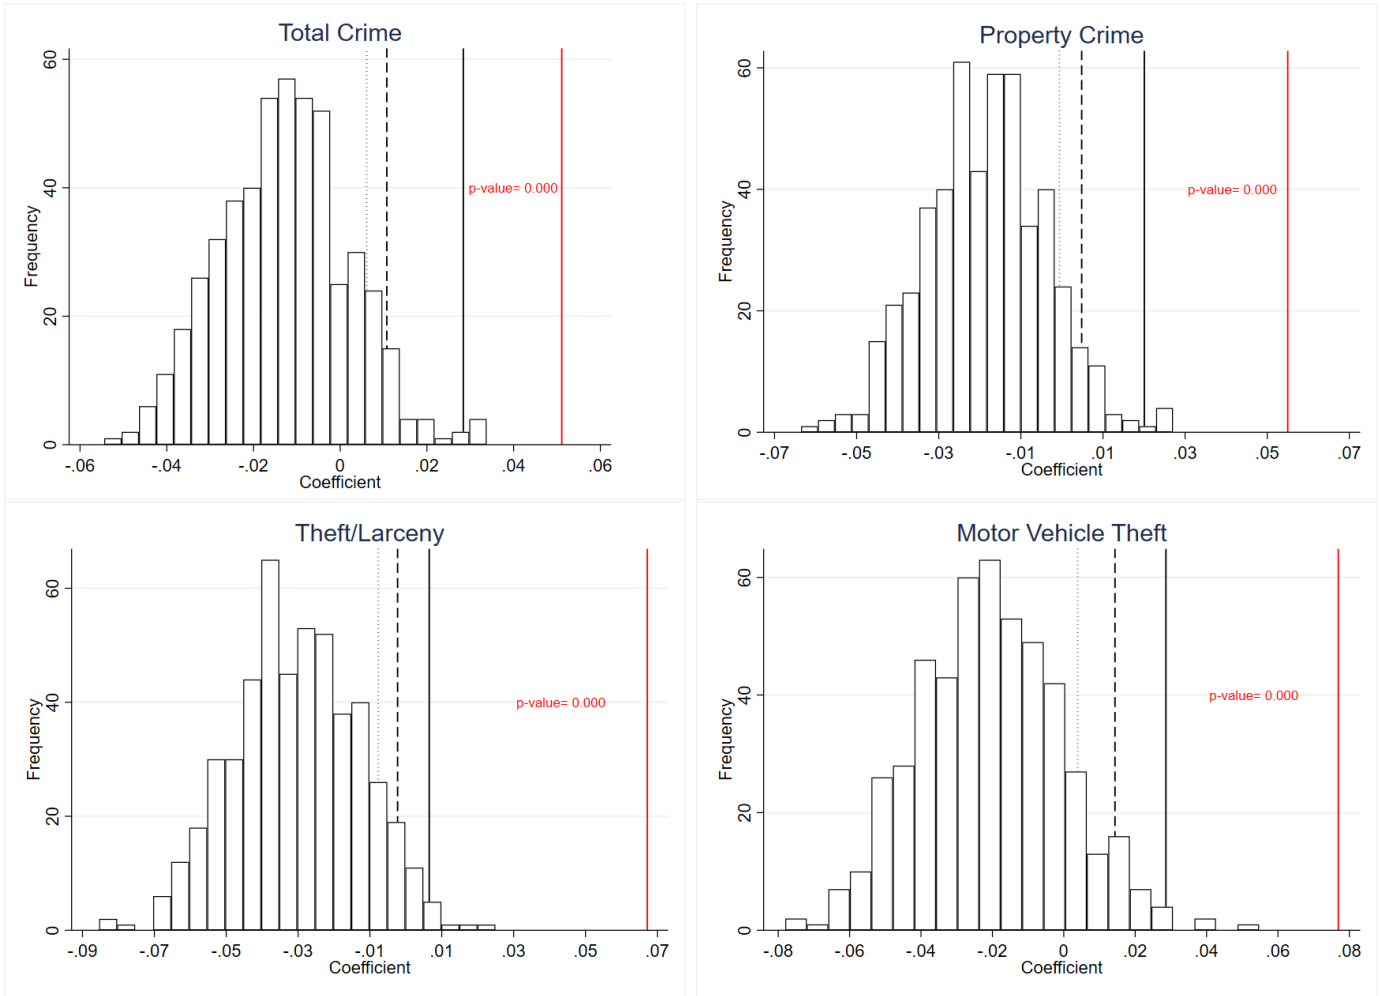 Total Crime
Frequency
60
40
20
0
p-value= 0.000
-.06 -.04 -.02 0 .02 .04 .06
Coefficient
Property Crime
Frequency
60
40
20
0
p-value= 0.000
-.07 -.05 -.03 -.01 .01 .03 .05 .07
Coefficient
Theft/Larceny
Frequency
60
40
20
0
p-value= 0.000
-.09 -.07 -.05 -.03 -.01 .01 .03 .05 .07
Coefficient
Motor Vehicle Theft
Frequency
60
40
20
0
p-value= 0.000
-.08 -.06 -.04 -.02 0 .02 .04 .06 .08
Coefficient